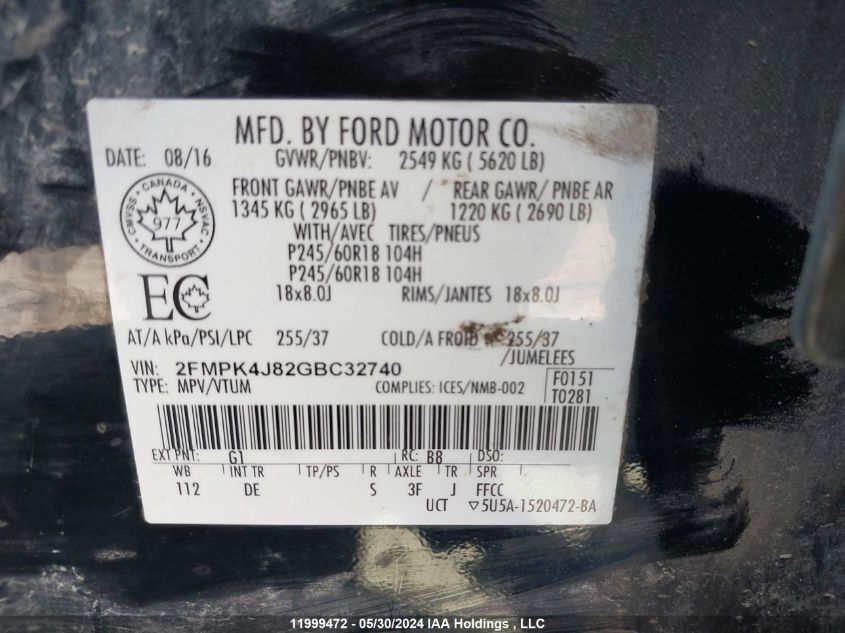 MFD. BY FORD MOTOR CO.
DATE: 08/16 GVWR/PNBV: 2549 KG ( 5620 LB)
FRONT GAWR/PNBE AV / REAR GAWR/ PNBE AR
1345 KG ( 2965 LB) 1220 KG ( 2690 LB)
WITH/AVEC TIRES/PNEUS
P245/60R18 104H
P245/60R18 104H
18x8.0J RIMS/JANTES 18x8.0J
CANADA
CMVSS NSVAC
977
TRANSPORT
EC
AT/A kPa/PSI/LPC 255/37 COLD/A FROID 255/37
/JUMELEES
VIN: 2FMPK4J82GBC32740
TYPE: MPV/VTUM COMPLIES: ICES/NMB-002
F0151
T0281
EXT PNT: G1 RC: B8 DSO:
WB INT TR TP/PS R AXLE TR SPR
112 DE S 3F J FFCC
UCT ▽5U5A-1520472-BA
11999472 - 05/30/2024 IAA Holdings , LLC